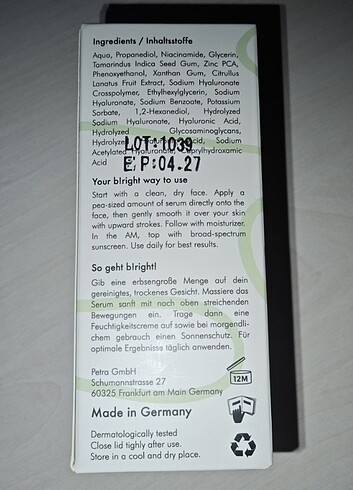 Ingredients / Inhaltsstoffe
Aqua, Propanediol, Niacinamide, Glycerin,
Tamarindus Indica Seed Gum, Zinc PCA,
Phenoxyethanol, Xanthan Gum, Citrullus
Lanatus Fruit Extract, Sodium Hyaluronate
Crosspolymer, Ethylhexylglycerin, Sodium
Hyaluronate, Sodium Benzoate, Potassium
Sorbate, 1,2-Hexanediol, Hydrolyzed
Sodium Hyaluronate, Hyaluronic Acid,
Hydrolyzed Glycosaminoglycans,
Hydrolyzed Acid, Sodium
LOT:1039
Acetylated Hyaluronate,
Acid
E P:04.27
Your b!right way to use
Start with a clean, dry face. Apply a
pea-sized amount of serum directly onto the
face, then gently smooth it over your skin
with upward strokes. Follow with moisturizer.
In the AM, top with broad-spectrum
sunscreen. Use daily for best results.
So geht b!right!
Gib eine erbsengroße Menge auf dein
gereinigtes, trockenes Gesicht. Massiere das
Serum sanft mit nach oben streichenden
Bewegungen ein. Trage dann eine
Feuchtigkeitscreme auf sowie bei morgendli-
chem gebrauch einen Sonnenschutz. Für
optimale Ergebnisse täglich anwenden.
Petra GmbH
Schumannstrasse 27
60325 Frankfurt am Main Germany
12M
Made in Germany
Dermatologically tested
Close lid tighly after use.
Store in a cool and dry place.